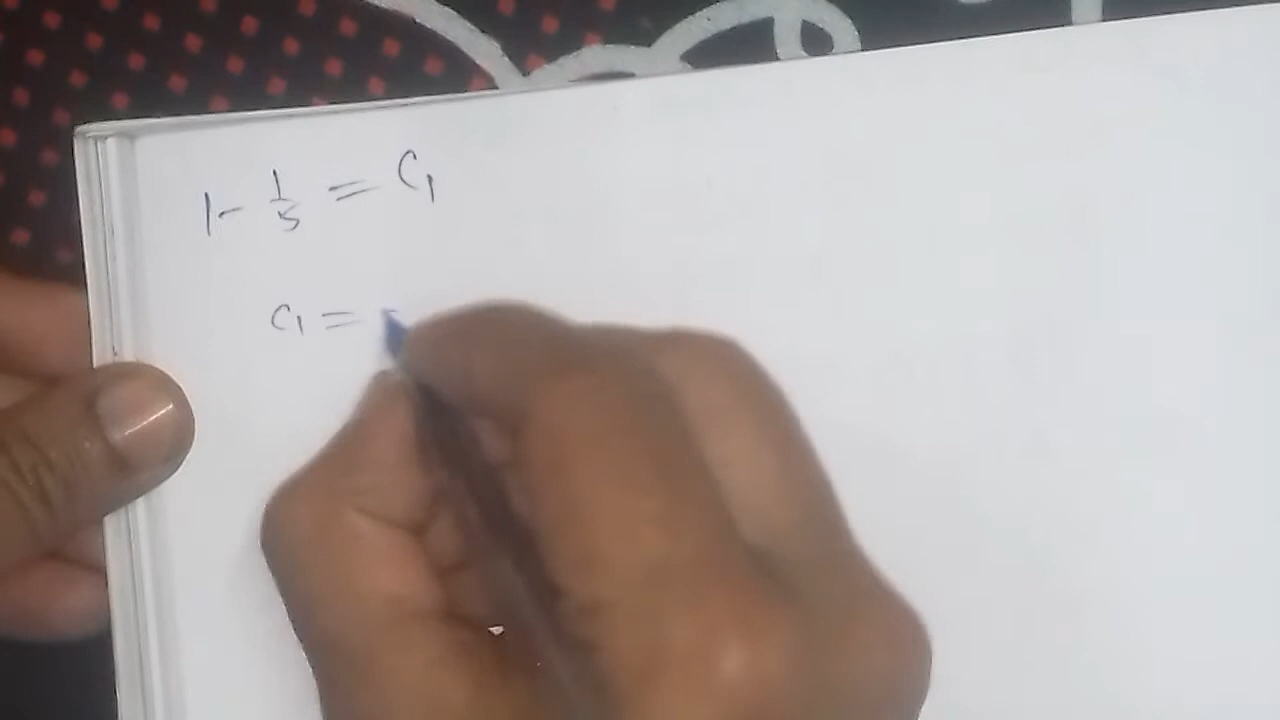 1 - 1/5 = C₁
C₁ =